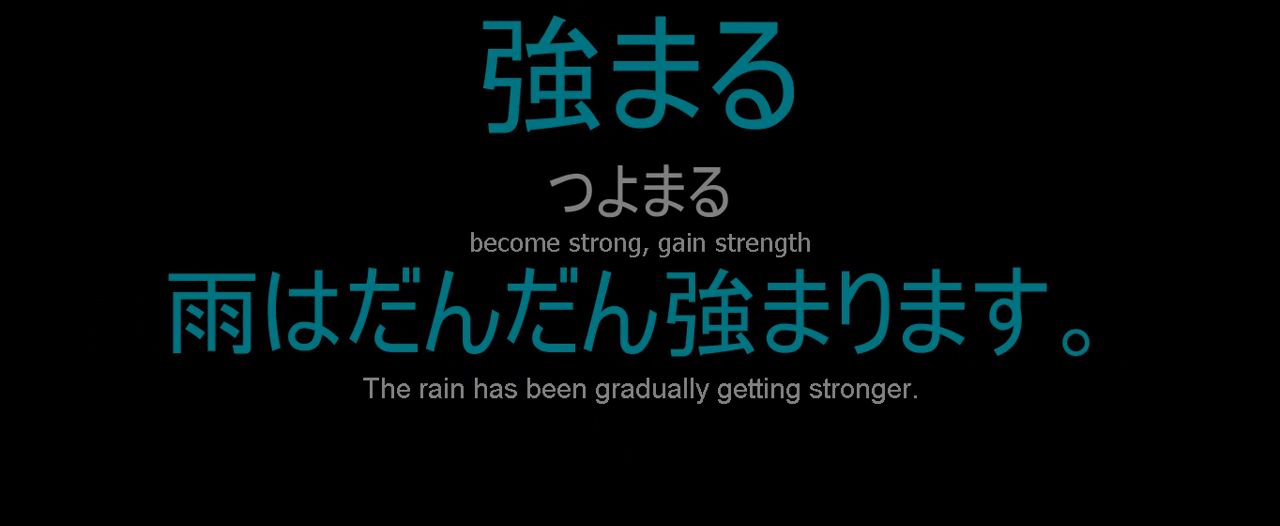 強まる
つよまる
become strong, gain strength
雨はだんだん強まります。
The rain has been gradually getting stronger.